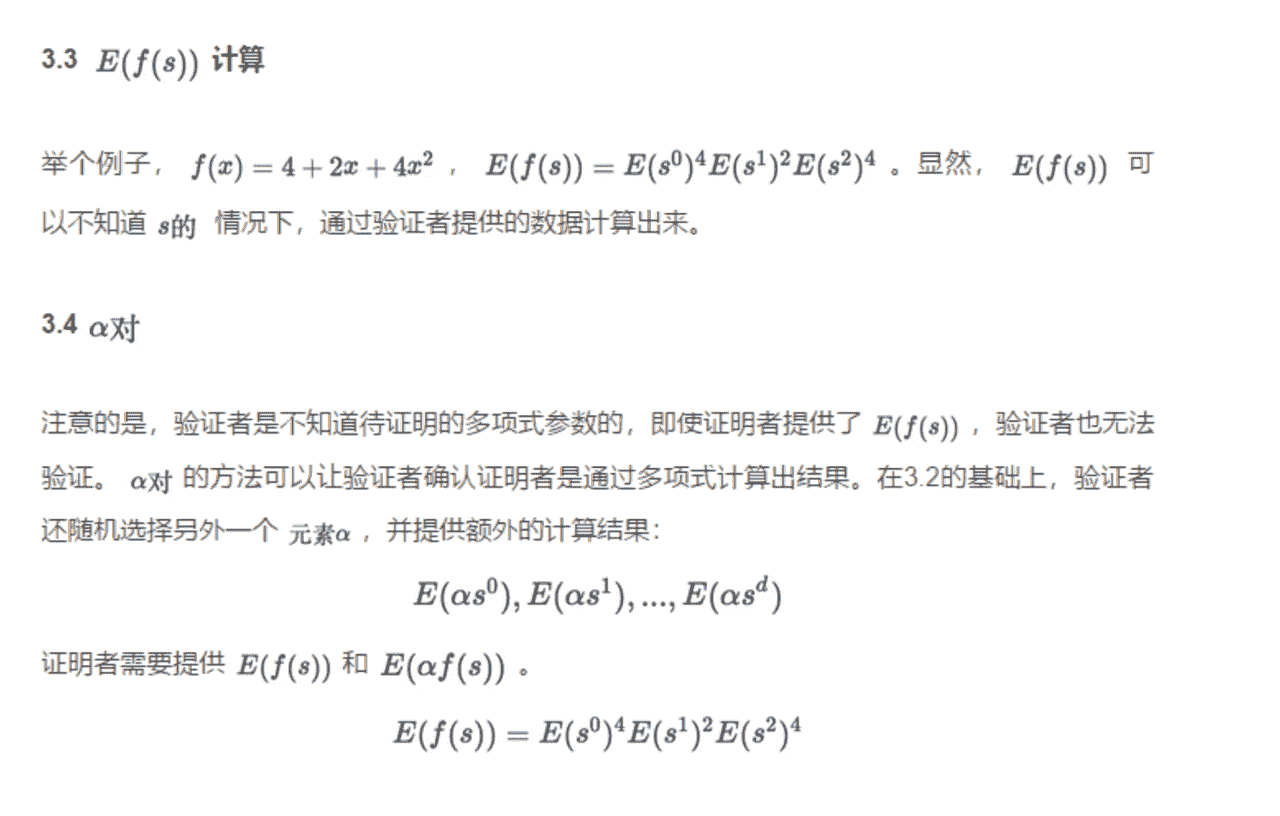 3.3 E(f(s)) 计算
举个例子， f(x) = 4 + 2x + 4x² ， E(f(s)) = E(s⁰)⁴E(s¹)²E(s²)⁴ 。显然， E(f(s)) 可
以不知道 s的 情况下，通过验证者提供的数据计算出来。
3.4 α对
注意的是，验证者是不知道待证明的多项式参数的，即使证明者提供了 E(f(s)) ，验证者也无法
验证。 α对 的方法可以让验证者确认证明者是通过多项式计算出结果。在3.2的基础上，验证者
还随机选择另外一个 元素α ，并提供额外的计算结果：
E(αs⁰), E(αs¹), ..., E(αsᵈ)
证明者需要提供 E(f(s)) 和 E(αf(s)) 。
E(f(s)) = E(s⁰)⁴E(s¹)²E(s²)⁴